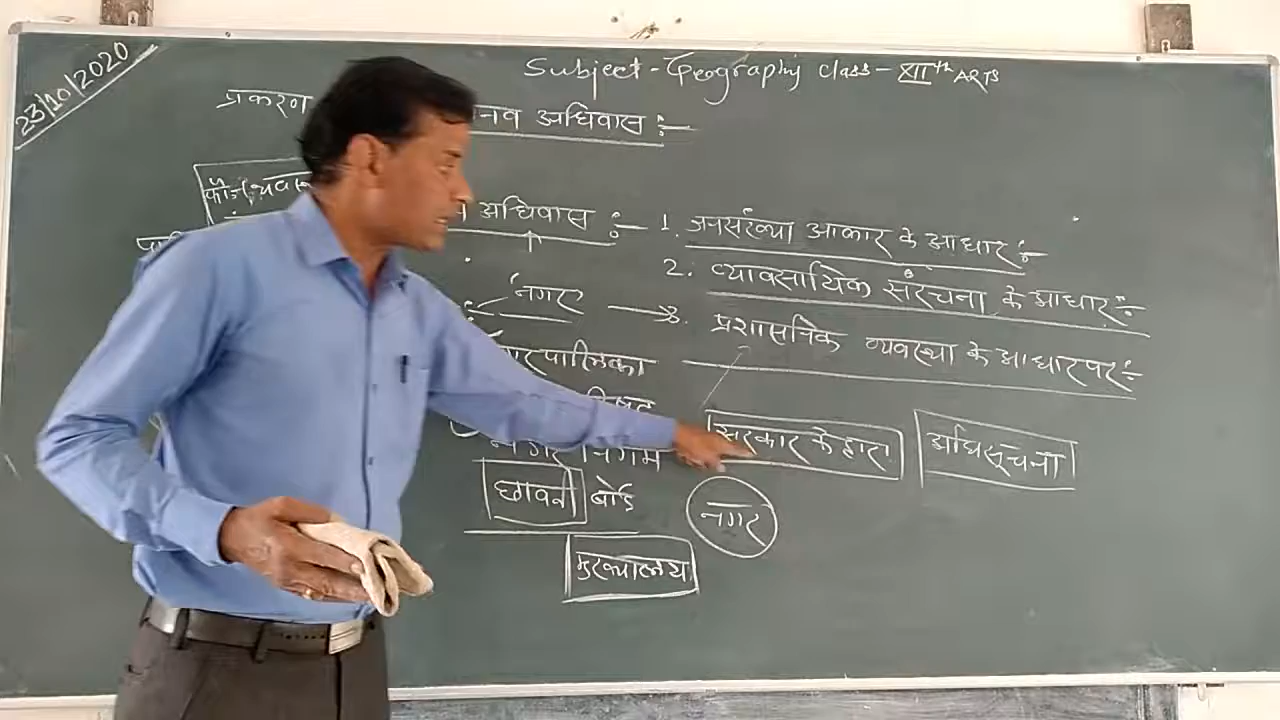 23/10/2020
Subject - Geography class - XIIth ARTS
प्रकरण
नव अधिवास :-
अधिवास :- 1. जनसंख्या आकार के आधार :-
2. व्यावसायिक संरचना के आधार :-
नगर → 3. प्रशासनिक व्यवस्था के आधार पर :-
पालिका
सरकार के द्वारा
अधिसूचना
नगर निगम
छावनी बोर्ड
नगर
मुख्यालय